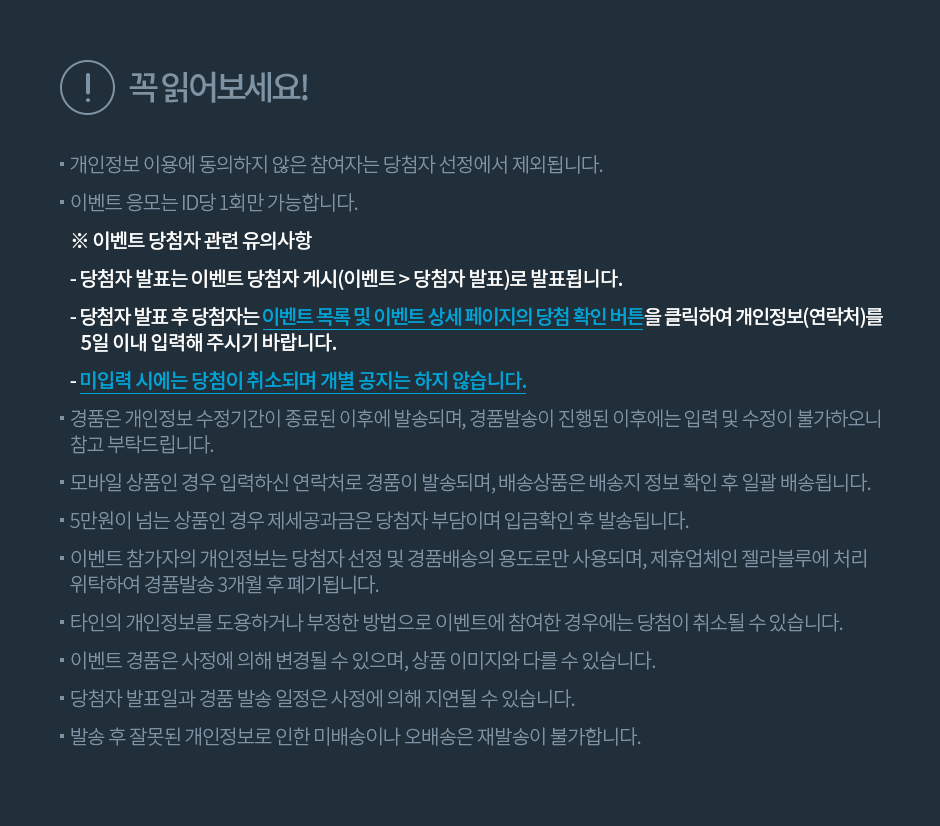 꼭 읽어보세요!
개인정보 이용에 동의하지 않은 참여자는 당첨자 선정에서 제외됩니다.
이벤트 응모는 ID당 1회만 가능합니다.
※ 이벤트 당첨자 관련 유의사항
- 당첨자 발표는 이벤트 당첨자 게시(이벤트 > 당첨자 발표)로 발표됩니다.
- 당첨자 발표 후 당첨자는 이벤트 목록 및 이벤트 상세 페이지의 당첨 확인 버튼을 클릭하여 개인정보(연락처)를
5일 이내 입력해 주시기 바랍니다.
- 미입력 시에는 당첨이 취소되며 개별 공지는 하지 않습니다.
경품은 개인정보 수정기간이 종료된 이후에 발송되며, 경품발송이 진행된 이후에는 입력 및 수정이 불가하오니
참고 부탁드립니다.
모바일 상품인 경우 입력하신 연락처로 경품이 발송되며, 배송상품은 배송지 정보 확인 후 일괄 배송됩니다.
5만원이 넘는 상품인 경우 제세공과금은 당첨자 부담이며 입금확인 후 발송됩니다.
이벤트 참가자의 개인정보는 당첨자 선정 및 경품배송의 용도로만 사용되며, 제휴업체인 젤라블루에 처리
위탁하여 경품발송 3개월 후 폐기됩니다.
타인의 개인정보를 도용하거나 부정한 방법으로 이벤트에 참여한 경우에는 당첨이 취소될 수 있습니다.
이벤트 경품은 사정에 의해 변경될 수 있으며, 상품 이미지와 다를 수 있습니다.
당첨자 발표일과 경품 발송 일정은 사정에 의해 지연될 수 있습니다.
발송 후 잘못된 개인정보로 인한 미배송이나 오배송은 재발송이 불가합니다.